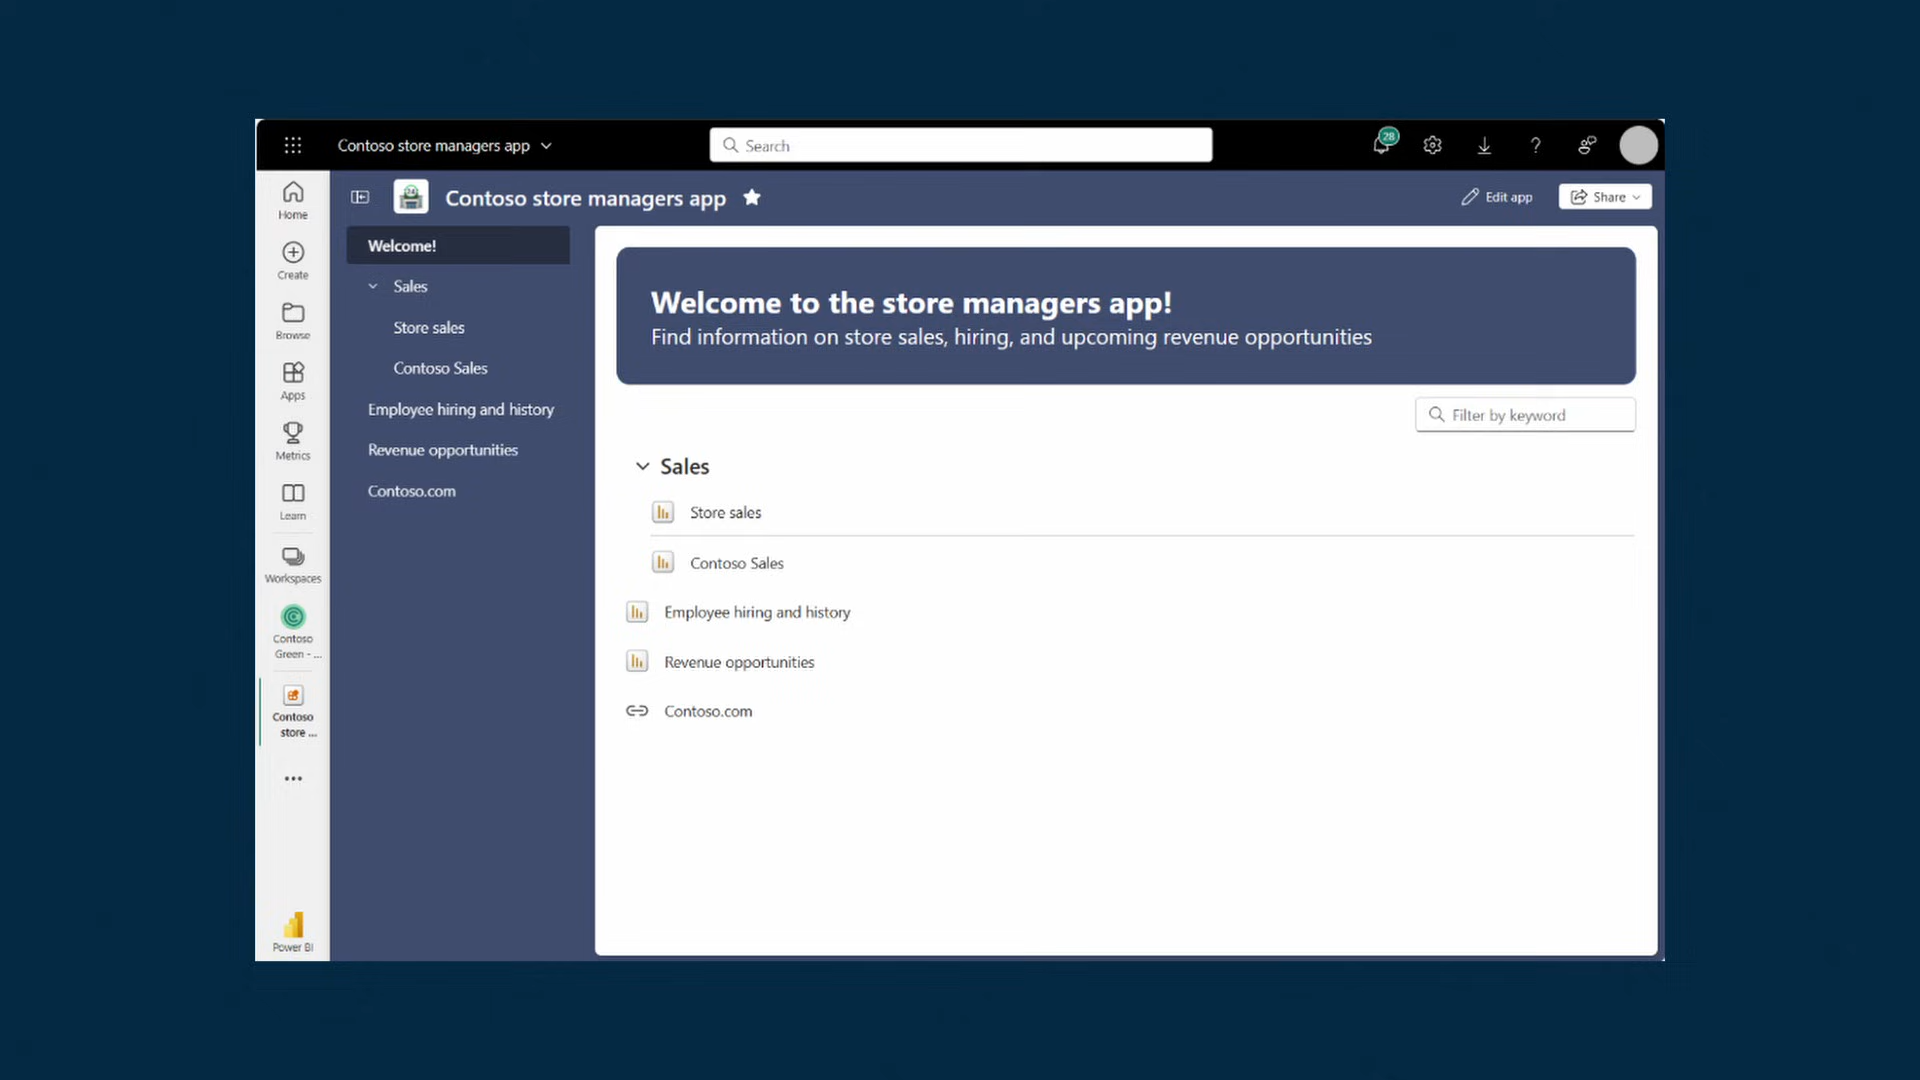 Contoso store managers app
Search
28
?
Home
Create
Browse
Apps
Metrics
Learn
Workspaces
Contoso
Green - ...
Contoso
store ...
Power BI
Contoso store managers app
Edit app
Share
Welcome!
Sales
Store sales
Contoso Sales
Employee hiring and history
Revenue opportunities
Contoso.com
Welcome to the store managers app!
Find information on store sales, hiring, and upcoming revenue opportunities
Filter by keyword
Sales
Store sales
Contoso Sales
Employee hiring and history
Revenue opportunities
Contoso.com